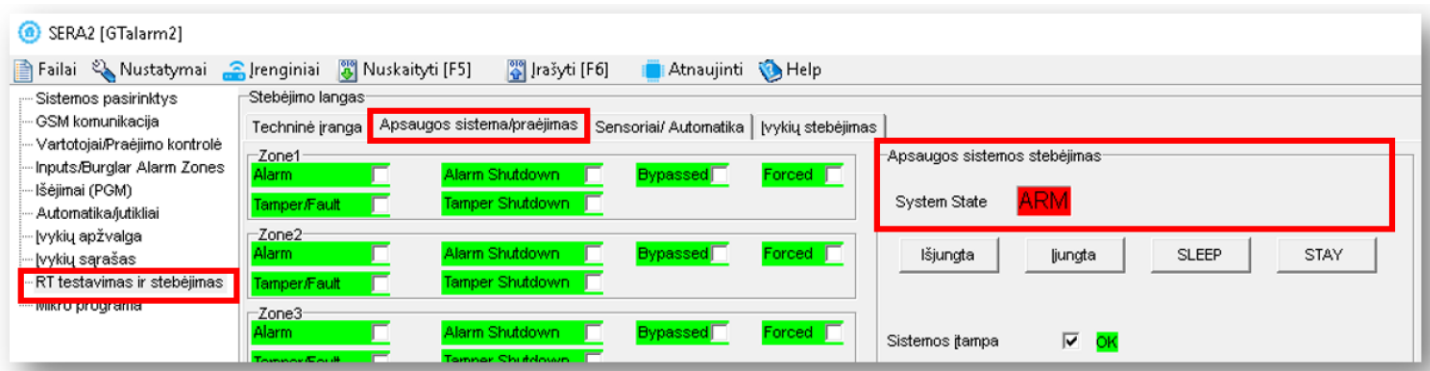 SERA2 [GTalarm2]
Failai Nustatymai Įrenginiai Nuskaityti [F5] Įrašyti [F6] Atnaujinti Help
Sistemos pasirinktys
GSM komunikacija
Vartotojai/Praėjimo kontrolė
Inputs/Burglar Alarm Zones
Išėjimai (PGM)
Automatika/jutikliai
Įvykių apžvalga
Įvykių sąrašas
RT testavimas ir stebėjimas
Mikro programa
Stebėjimo langas
Techninė įranga Apsaugos sistema/praėjimas Sensoriai/ Automatika Įvykių stebėjimas
Zone1
Alarm Alarm Shutdown Bypassed Forced
Tamper/Fault Tamper Shutdown
Zone2
Alarm Alarm Shutdown Bypassed Forced
Tamper/Fault Tamper Shutdown
Zone3
Alarm Alarm Shutdown Bypassed Forced
Tamper/Fault Tamper Shutdown
Apsaugos sistemos stebėjimas
System State ARM
Išjungta Įjungta SLEEP STAY
Sistemos įtampa OK